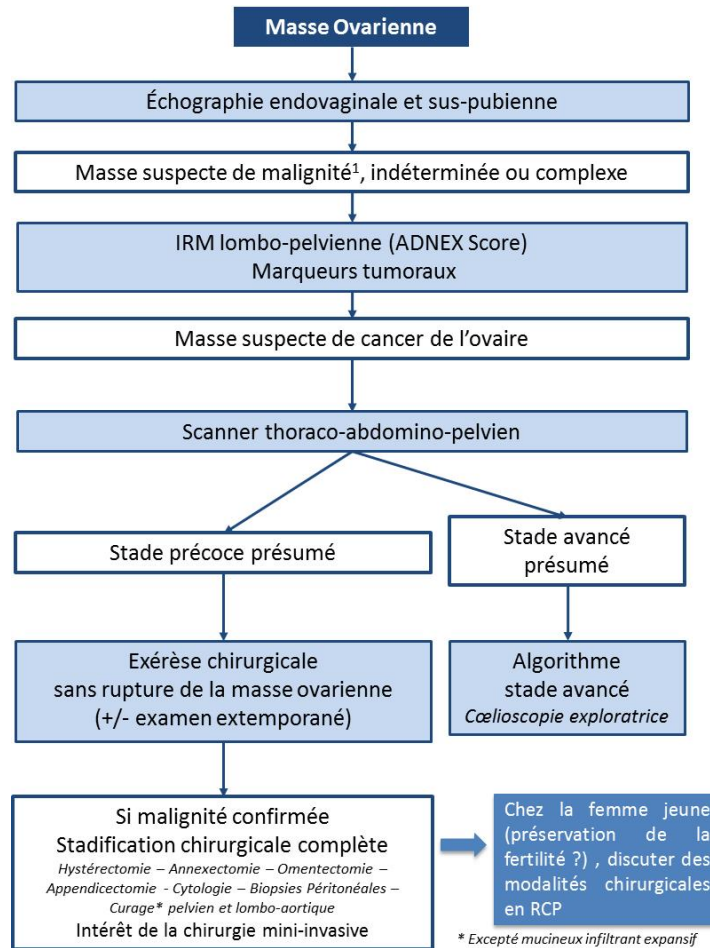 Masse Ovarienne
Échographie endovaginale et sus-pubienne
Masse suspecte de malignité¹, indéterminée ou complexe
IRM lombo-pelvienne (ADNEX Score)
Marqueurs tumoraux
Masse suspecte de cancer de l'ovaire
Scanner thoraco-abdomino-pelvien
Stade précoce présumé
Stade avancé
présumé
Exérèse chirurgicale
sans rupture de la masse ovarienne
(+/- examen extemporané)
Algorithme
stade avancé
Cœlioscopie exploratrice
Si malignité confirmée
Stadification chirurgicale complète
Hystérectomie – Annexectomie – Omentectomie –
Appendicectomie - Cytologie – Biopsies Péritonéales –
Curage* pelvien et lombo-aortique
Intérêt de la chirurgie mini-invasive
Chez la femme jeune
(préservation de la
fertilité ?) , discuter des
modalités chirurgicales
en RCP
* Excepté mucineux infiltrant expansif